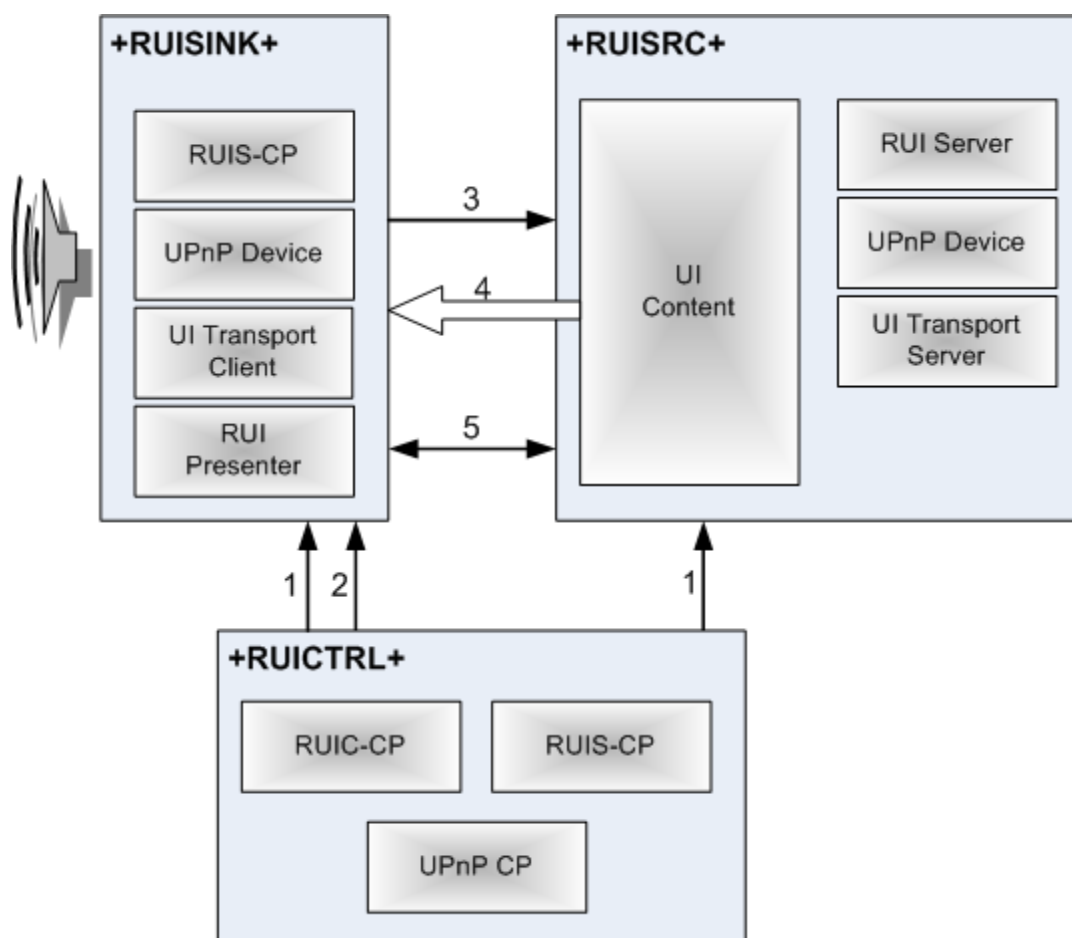 +RUISINK+
RUIS-CP
UPnP Device
UI Transport
Client
RUI
Presenter
3
4
5
+RUISRC+
UI
Content
RUI Server
UPnP Device
UI Transport
Server
1
2
1
+RUICTRL+
RUIC-CP
RUIS-CP
UPnP CP